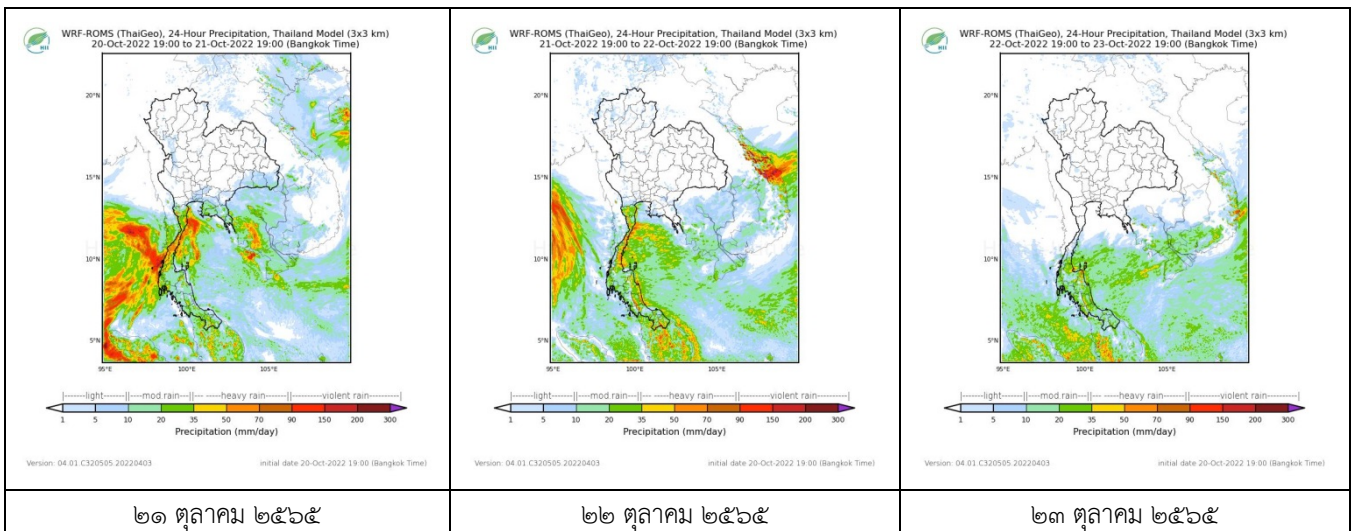 HII
WRF-ROMS (ThaiGeo), 24-Hour Precipitation, Thailand Model (3x3 km)
20-Oct-2022 19:00 to 21-Oct-2022 19:00 (Bangkok Time)
20°N
15°N
10°N
5°N
95°E 100°E 105°E
|------light------||---mod rain---||--- heavy rain------||------violent rain------|
1 5 10 20 35 50 70 90 150 200 300
Precipitation (mm/day)
Version: 04.01.C320505.20220403 initial date 20-Oct-2022 19:00 (Bangkok Time)
๒๑ ตุลาคม ๒๕๖๕
HII
WRF-ROMS (ThaiGeo), 24-Hour Precipitation, Thailand Model (3x3 km)
21-Oct-2022 19:00 to 22-Oct-2022 19:00 (Bangkok Time)
20°N
15°N
10°N
5°N
95°E 100°E 105°E
|------light------||---mod rain---||--- heavy rain------||------violent rain------|
1 5 10 20 35 50 70 90 150 200 300
Precipitation (mm/day)
Version: 04.01.C320505.20220403 initial date 20-Oct-2022 19:00 (Bangkok Time)
๒๒ ตุลาคม ๒๕๖๕
HII
WRF-ROMS (ThaiGeo), 24-Hour Precipitation, Thailand Model (3x3 km)
22-Oct-2022 19:00 to 23-Oct-2022 19:00 (Bangkok Time)
20°N
15°N
10°N
5°N
95°E 100°E 105°E
|------light------||---mod rain---||--- heavy rain------||------violent rain------|
1 5 10 20 35 50 70 90 150 200 300
Precipitation (mm/day)
Version: 04.01.C320505.20220403 initial date 20-Oct-2022 19:00 (Bangkok Time)
๒๓ ตุลาคม ๒๕๖๕